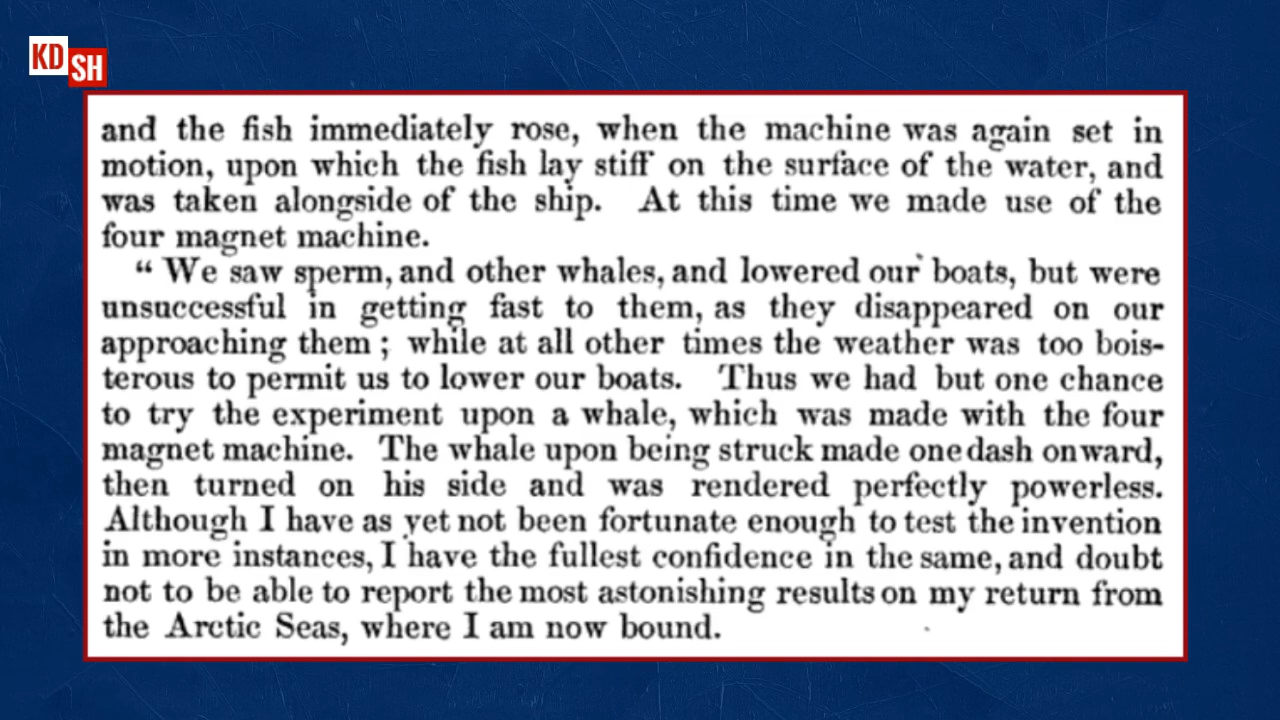 KD
SH
and the fish immediately rose, when the machine was again set in
motion, upon which the fish lay stiff on the surface of the water, and
was taken alongside of the ship. At this time we made use of the
four magnet machine.
“ We saw sperm, and other whales, and lowered our boats, but were
unsuccessful in getting fast to them, as they disappeared on our
approaching them ; while at all other times the weather was too bois-
terous to permit us to lower our boats. Thus we had but one chance
to try the experiment upon a whale, which was made with the four
magnet machine. The whale upon being struck made one dash onward,
then turned on his side and was rendered perfectly powerless.
Although I have as yet not been fortunate enough to test the invention
in more instances, I have the fullest confidence in the same, and doubt
not to be able to report the most astonishing results on my return from
the Arctic Seas, where I am now bound.